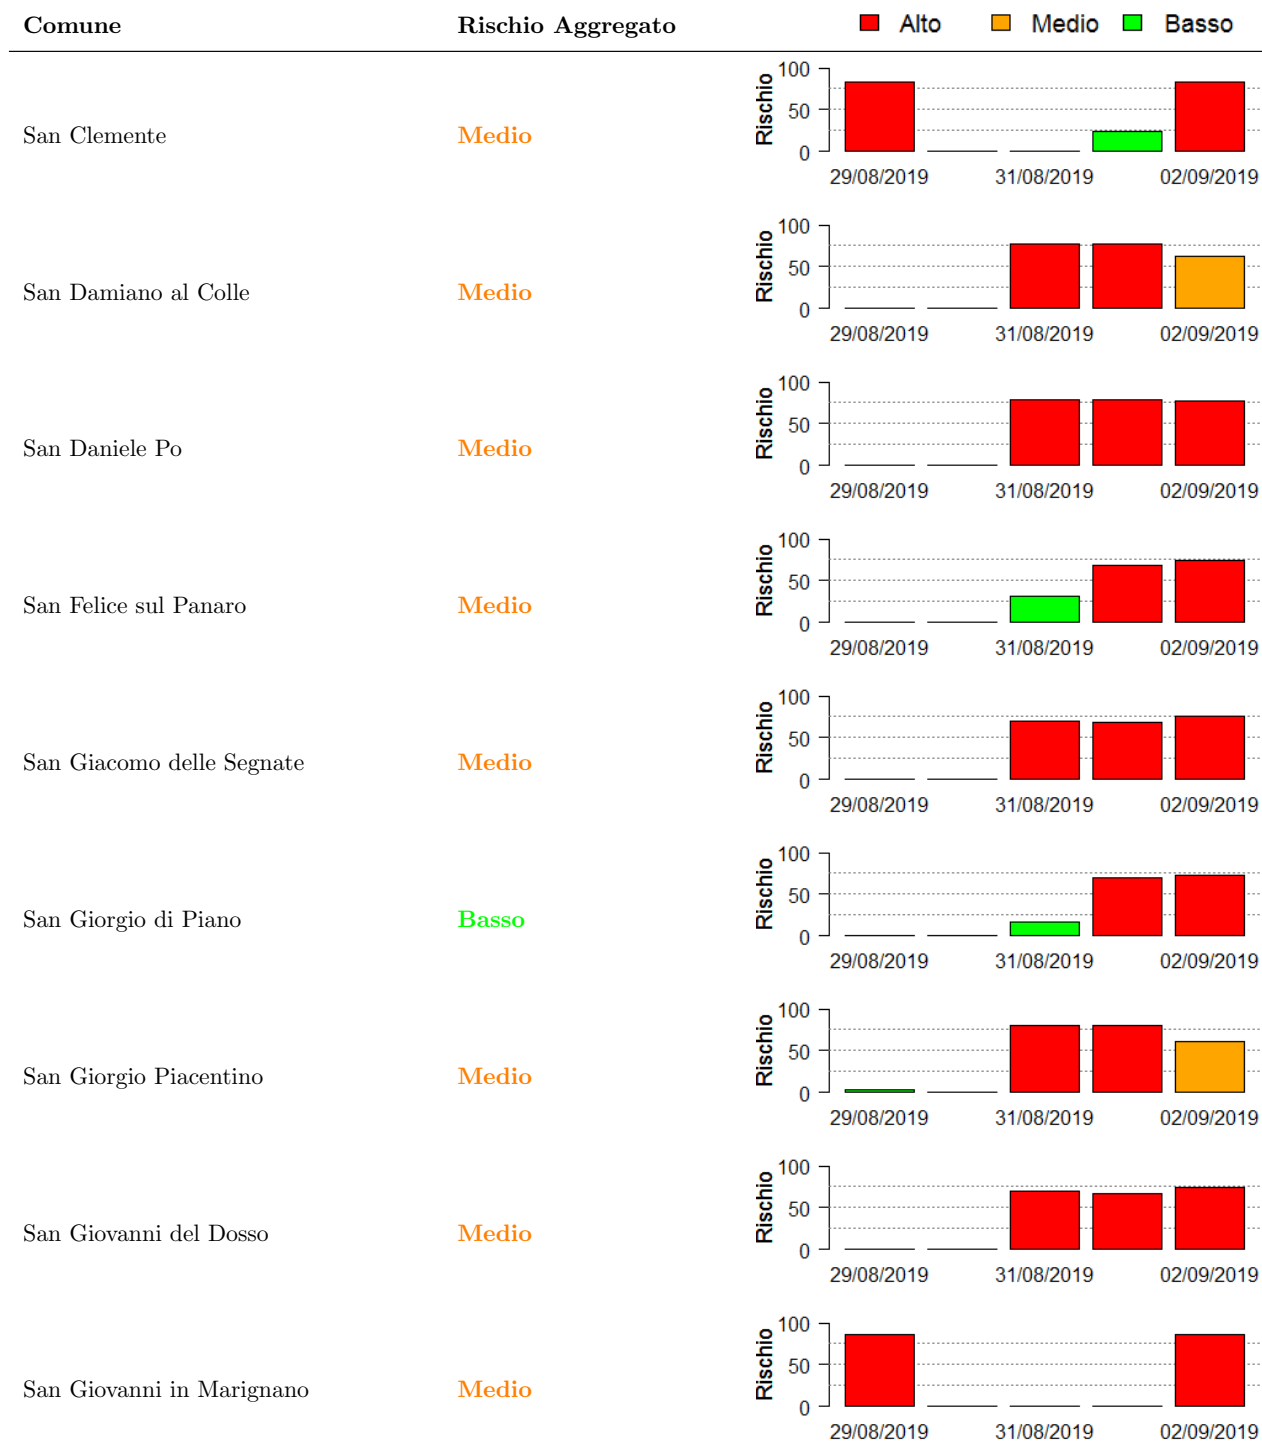 Comune Rischio Aggregato Alto Medio Basso
San Clemente Medio Rischio 100 50 0
29/08/2019 31/08/2019 02/09/2019
San Damiano al Colle Medio Rischio 100 50 0
29/08/2019 31/08/2019 02/09/2019
San Daniele Po Medio Rischio 100 50 0
29/08/2019 31/08/2019 02/09/2019
San Felice sul Panaro Medio Rischio 100 50 0
29/08/2019 31/08/2019 02/09/2019
San Giacomo delle Segnate Medio Rischio 100 50 0
29/08/2019 31/08/2019 02/09/2019
San Giorgio di Piano Basso Rischio 100 50 0
29/08/2019 31/08/2019 02/09/2019
San Giorgio Piacentino Medio Rischio 100 50 0
29/08/2019 31/08/2019 02/09/2019
San Giovanni del Dosso Medio Rischio 100 50 0
29/08/2019 31/08/2019 02/09/2019
San Giovanni in Marignano Medio Rischio 100 50 0
29/08/2019 31/08/2019 02/09/2019